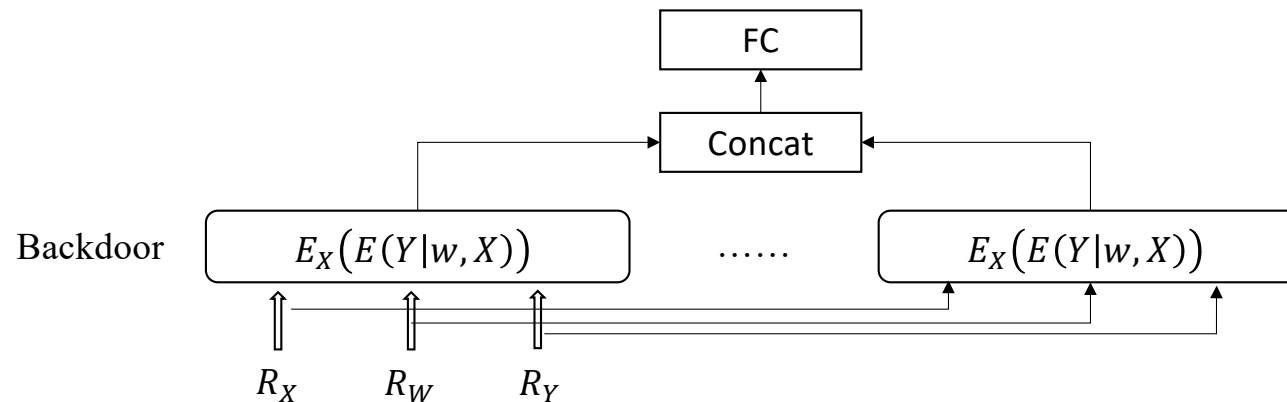 FC
Concat
Backdoor
E_X(E(Y|w, X))
……
E_X(E(Y|w, X))
R_X
R_W
R_Y